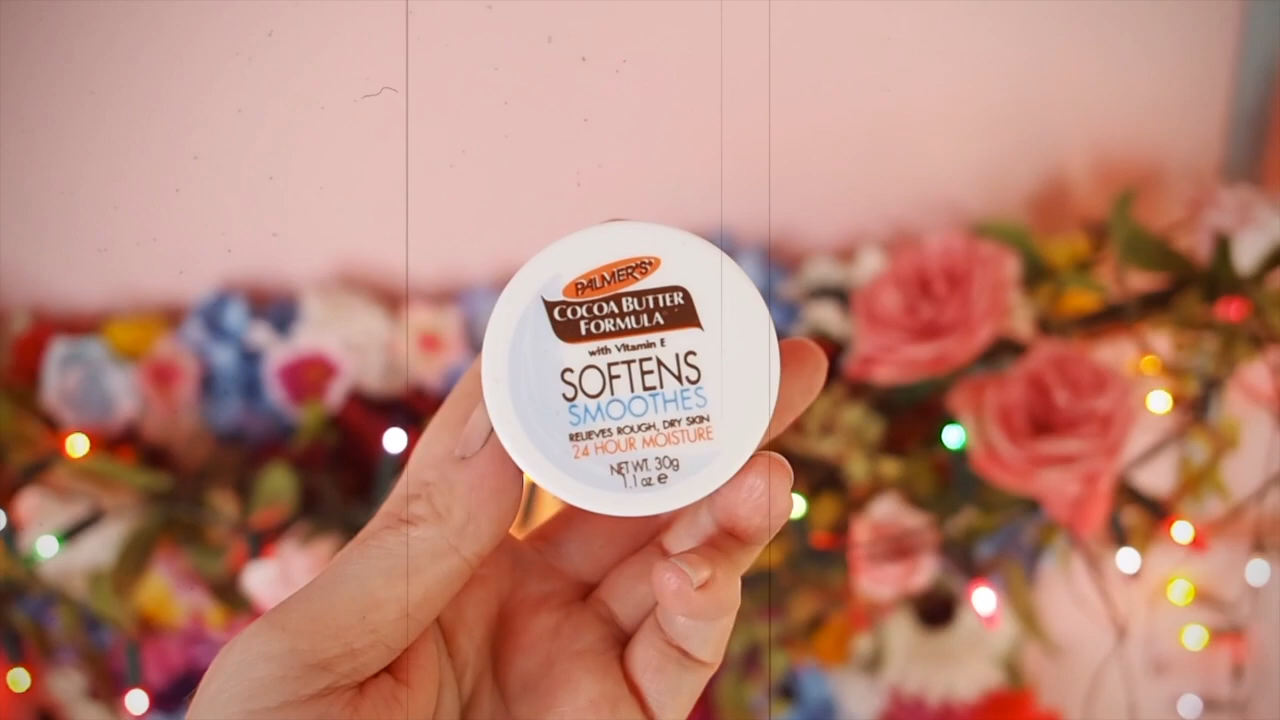 PALMER'S
COCOA BUTTER
FORMULA
with Vitamin E
SOFTENS
SMOOTHES
RELIEVES ROUGH, DRY SKIN
24 HOUR MOISTURE
NET WT. 30g
1.1 oz e